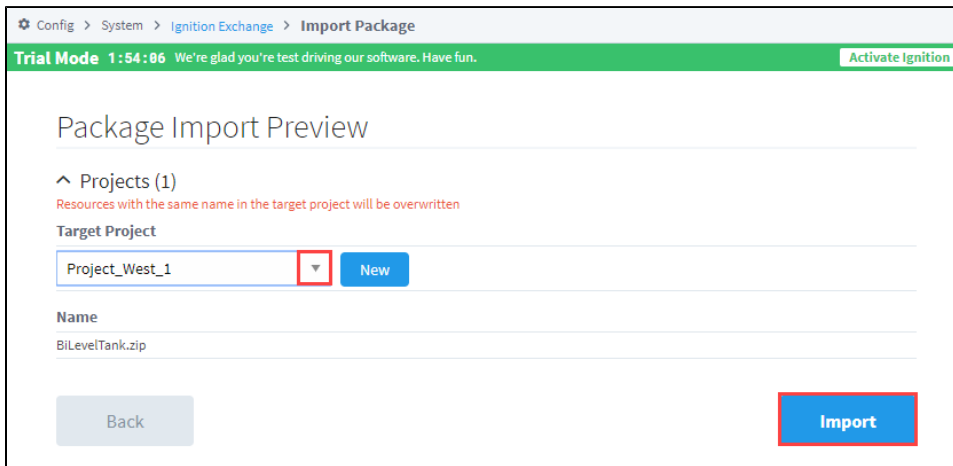 Config > System > Ignition Exchange > Import Package
Trial Mode 1:54:06 We're glad you're test driving our software. Have fun. Activate Ignition
Package Import Preview
Projects (1)
Resources with the same name in the target project will be overwritten
Target Project
Project_West_1 New
Name
BiLevelTank.zip
Back Import